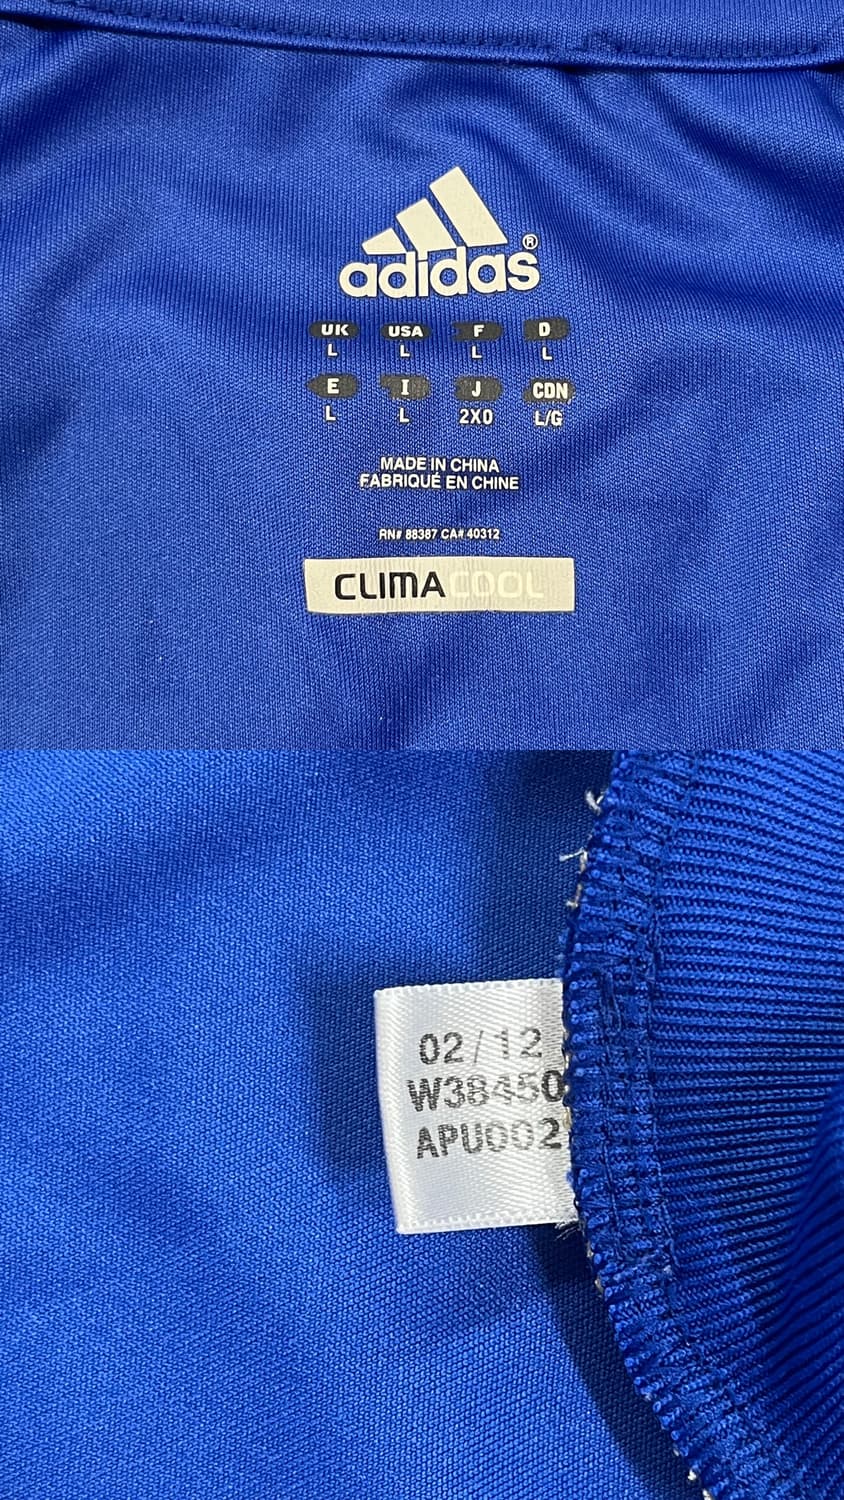 adidas®
UK USA F D
L L L L
E I J CDN
L L 2XO L/G
MADE IN CHINA
FABRIQUÉ EN CHINE
RN# 88387 CA# 40312
CLIMACOOL
02/12
W38450
APU002